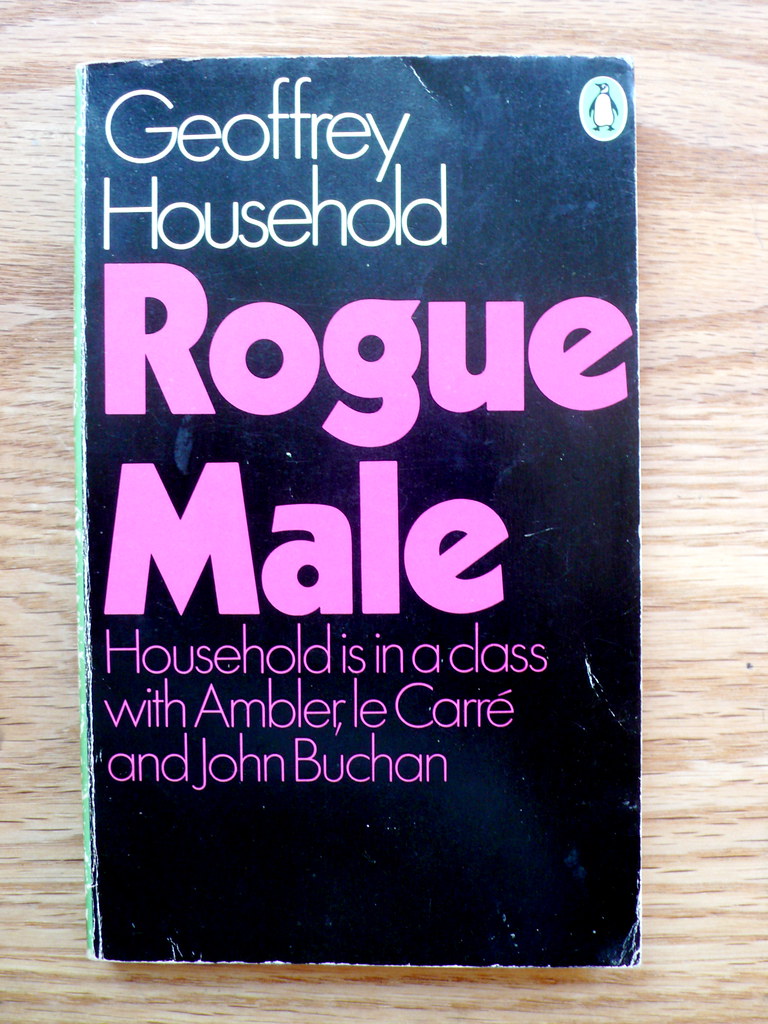 Geoffrey
Household
Rogue
Male
Household is in a class
with Ambler, le Carré
and John Buchan